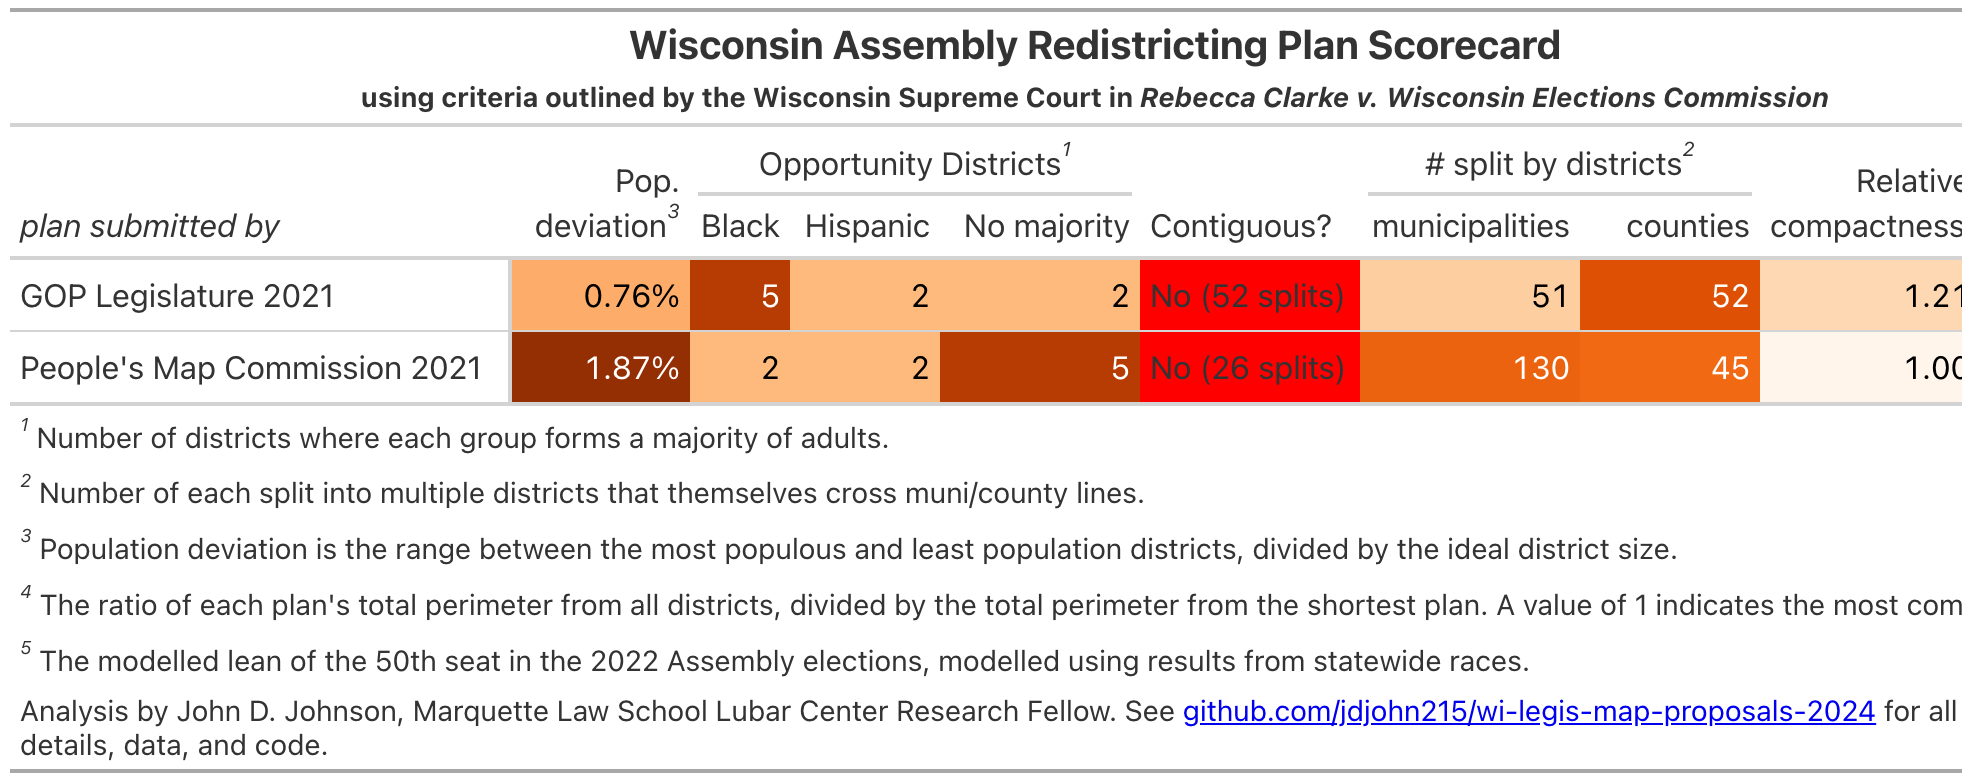 Wisconsin Assembly Redistricting Plan Scorecard
using criteria outlined by the Wisconsin Supreme Court in Rebecca Clarke v. Wisconsin Elections Commission
Opportunity Districts1 # split by districts2
Pop. Relative
plan submitted by deviation3 Black Hispanic No majority Contiguous? municipalities counties compactness
GOP Legislature 2021 0.76% 5 2 2 No (52 splits) 51 52 1.21
People's Map Commission 2021 1.87% 2 2 5 No (26 splits) 130 45 1.00
1 Number of districts where each group forms a majority of adults.
2 Number of each split into multiple districts that themselves cross muni/county lines.
3 Population deviation is the range between the most populous and least population districts, divided by the ideal district size.
4 The ratio of each plan's total perimeter from all districts, divided by the total perimeter from the shortest plan. A value of 1 indicates the most com
5 The modelled lean of the 50th seat in the 2022 Assembly elections, modelled using results from statewide races.
Analysis by John D. Johnson, Marquette Law School Lubar Center Research Fellow. See github.com/jdjohn215/wi-legis-map-proposals-2024 for all
details, data, and code.